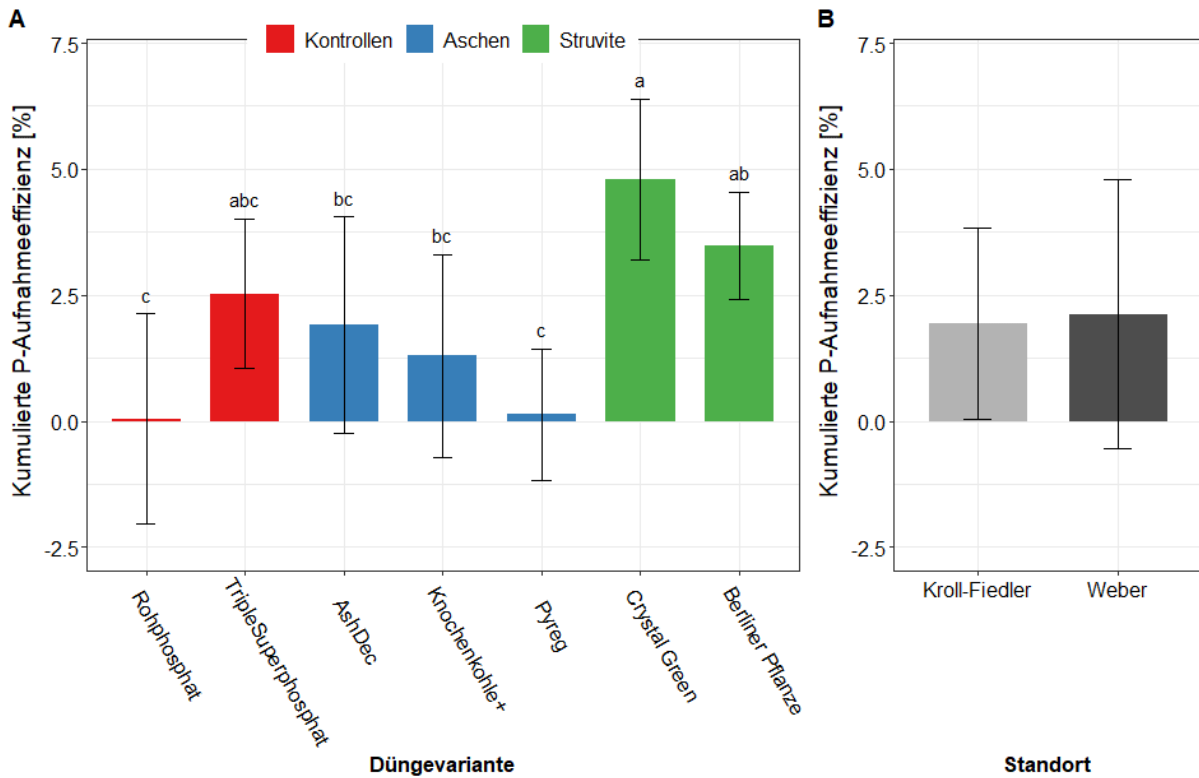 A
Kontrollen Aschen Struvite
Kumulierte P-Aufnahmeeffizienz [%]
7.5
5.0
2.5
0.0
-2.5
c
abc
bc
bc
c
a
ab
Rohphosphat
TripleSuperphosphat
AshDec
Knochenkohle+
Pyreg
Crystal Green
Berliner Pflanze
Düngevariante
B
Kumulierte P-Aufnahmeeffizienz [%]
7.5
5.0
2.5
0.0
-2.5
Kroll-Fiedler
Weber
Standort